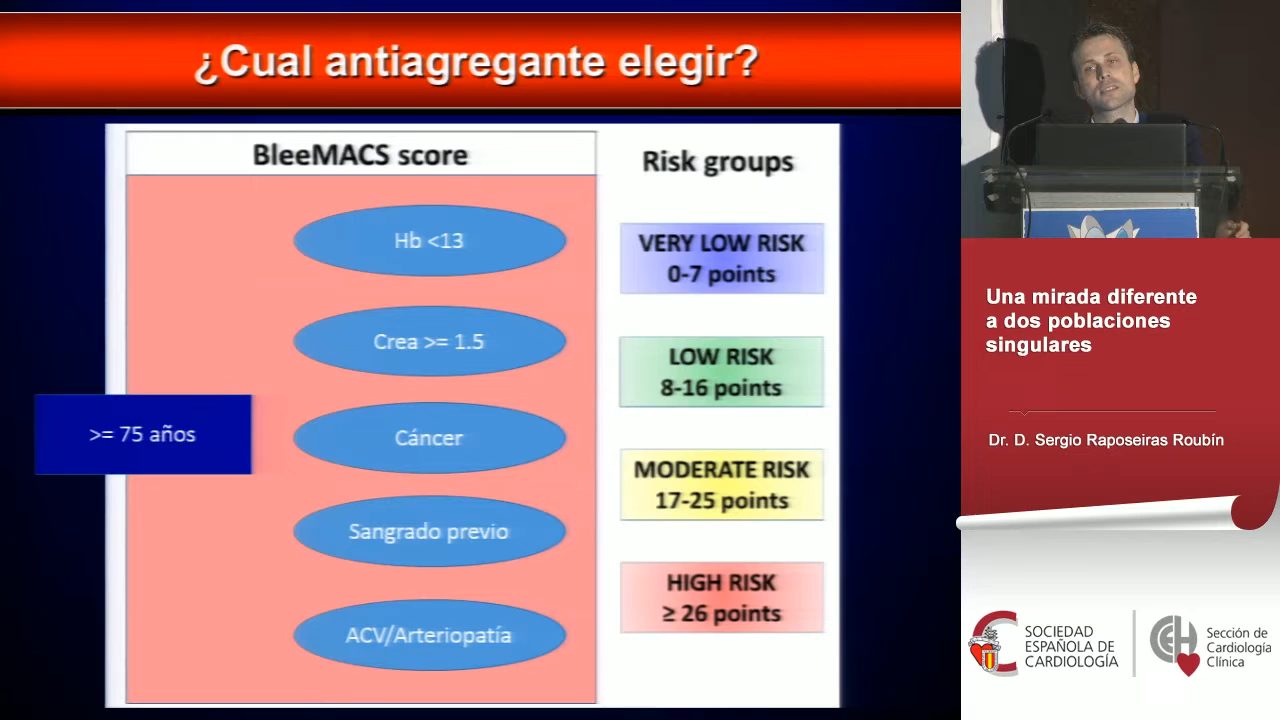 ¿Cual antiagregante elegir?
BleeMACS score
Hb <13
Crea >= 1.5
>= 75 años
Cáncer
Sangrado previo
ACV/Arteriopatía
Risk groups
VERY LOW RISK
0-7 points
LOW RISK
8-16 points
MODERATE RISK
17-25 points
HIGH RISK
≥ 26 points
Una mirada diferente
a dos poblaciones
singulares
Dr. D. Sergio Raposeiras Roubín
SOCIEDAD
ESPAÑOLA DE
CARDIOLOGÍA
Sección de
Cardiología
Clínica